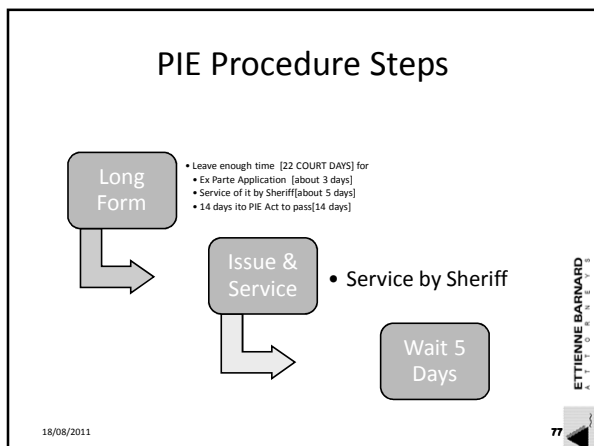 PIE Procedure Steps
Long
Form
• Leave enough time [22 COURT DAYS] for
• Ex Parte Application [about 3 days]
• Service of it by Sheriff[about 5 days]
• 14 days ito PIE Act to pass[14 days]
Issue &
Service
• Service by Sheriff
Wait 5
Days
ETTIENNE BARNARD
ATTORNEYS
18/08/2011
77